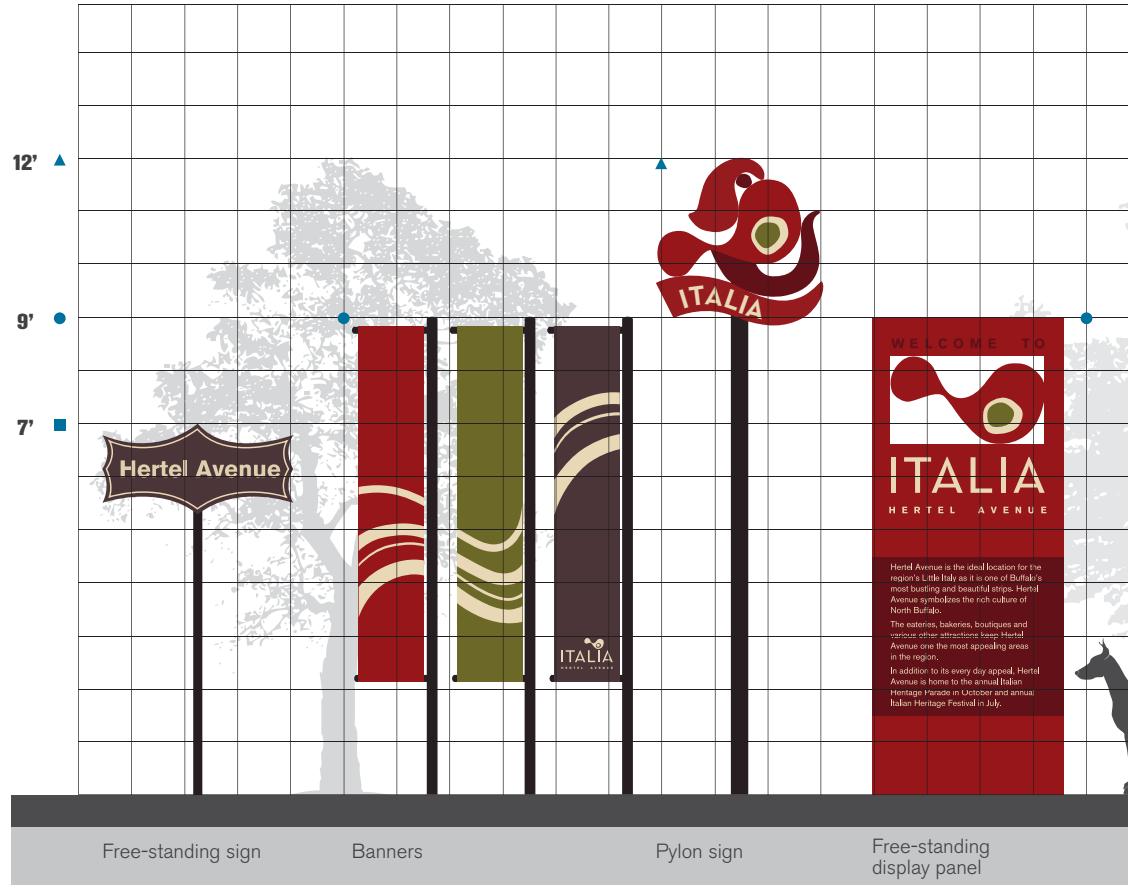 12’
9’
7’
Hertel Avenue
ITALIA
HERTEL AVENUE
ITALIA
WELCOME TO
ITALIA
HERTEL AVENUE
Hertel Avenue is the ideal location for the
region’s Little Italy as it is one of Buffalo’s
most bustling and beautiful strips. Hertel
Avenue symbolizes the rich culture of
North Buffalo.
The eateries, bakeries, boutiques and
various other attractions keep Hertel
Avenue one the most appealing areas
in the region.
In addition to its every day appeal, Hertel
Avenue is home to the annual Italian
Heritage Parade in October and annual
Italian Heritage Festival in July.
Free-standing sign
Banners
Pylon sign
Free-standing
display panel